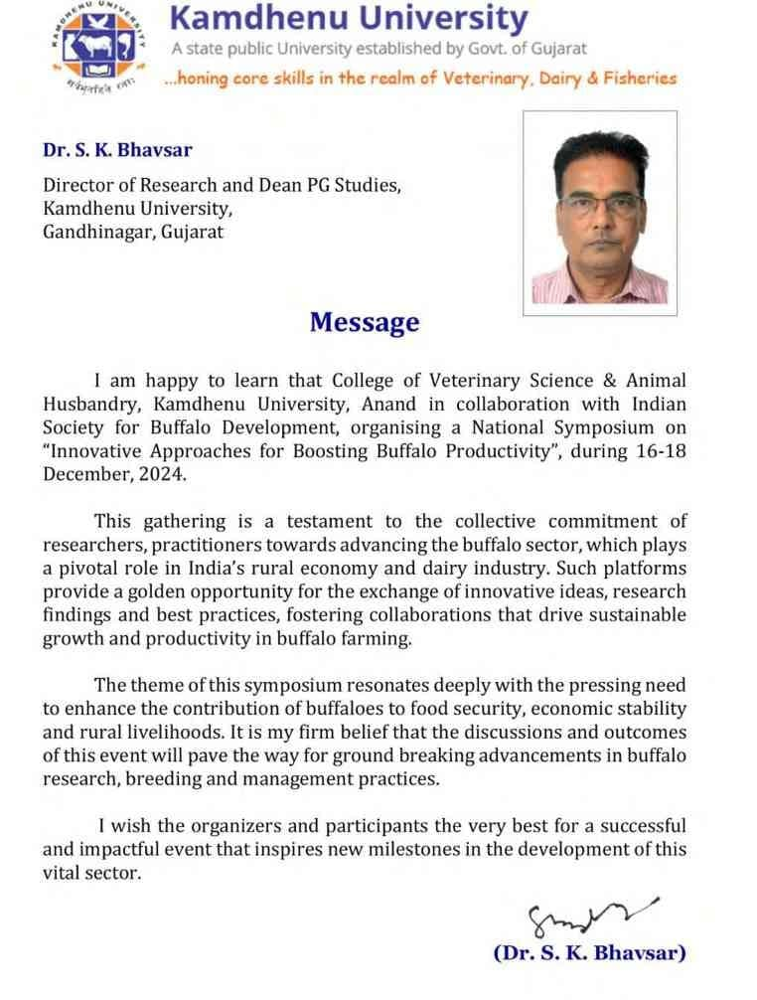 KAMDHENU UNIVERSITY
Kamdhenu University
A state public University established by Govt. of Gujarat
...honing core skills in the realm of Veterinary, Dairy & Fisheries
Dr. S. K. Bhavsar
Director of Research and Dean PG Studies,
Kamdhenu University,
Gandhinagar, Gujarat
Message
I am happy to learn that College of Veterinary Science & Animal
Husbandry, Kamdhenu University, Anand in collaboration with Indian
Society for Buffalo Development, organising a National Symposium on
“Innovative Approaches for Boosting Buffalo Productivity”, during 16-18
December, 2024.
This gathering is a testament to the collective commitment of
researchers, practitioners towards advancing the buffalo sector, which plays
a pivotal role in India’s rural economy and dairy industry. Such platforms
provide a golden opportunity for the exchange of innovative ideas, research
findings and best practices, fostering collaborations that drive sustainable
growth and productivity in buffalo farming.
The theme of this symposium resonates deeply with the pressing need
to enhance the contribution of buffaloes to food security, economic stability
and rural livelihoods. It is my firm belief that the discussions and outcomes
of this event will pave the way for ground breaking advancements in buffalo
research, breeding and management practices.
I wish the organizers and participants the very best for a successful
and impactful event that inspires new milestones in the development of this
vital sector.
(Dr. S. K. Bhavsar)